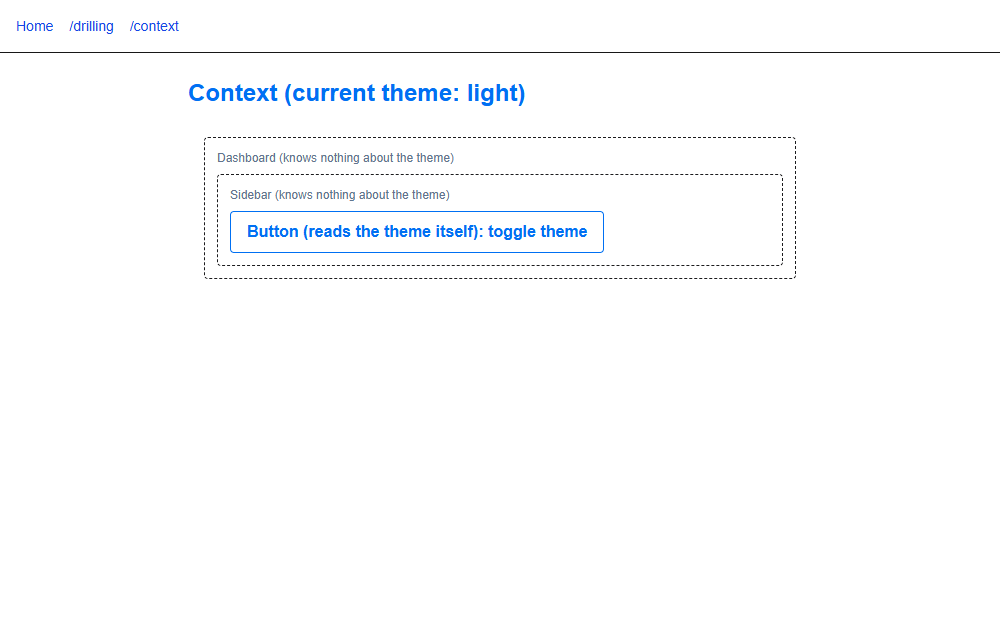 Home /drilling /context
Context (current theme: light)
Dashboard (knows nothing about the theme)
Sidebar (knows nothing about the theme)
Button (reads the theme itself): toggle theme